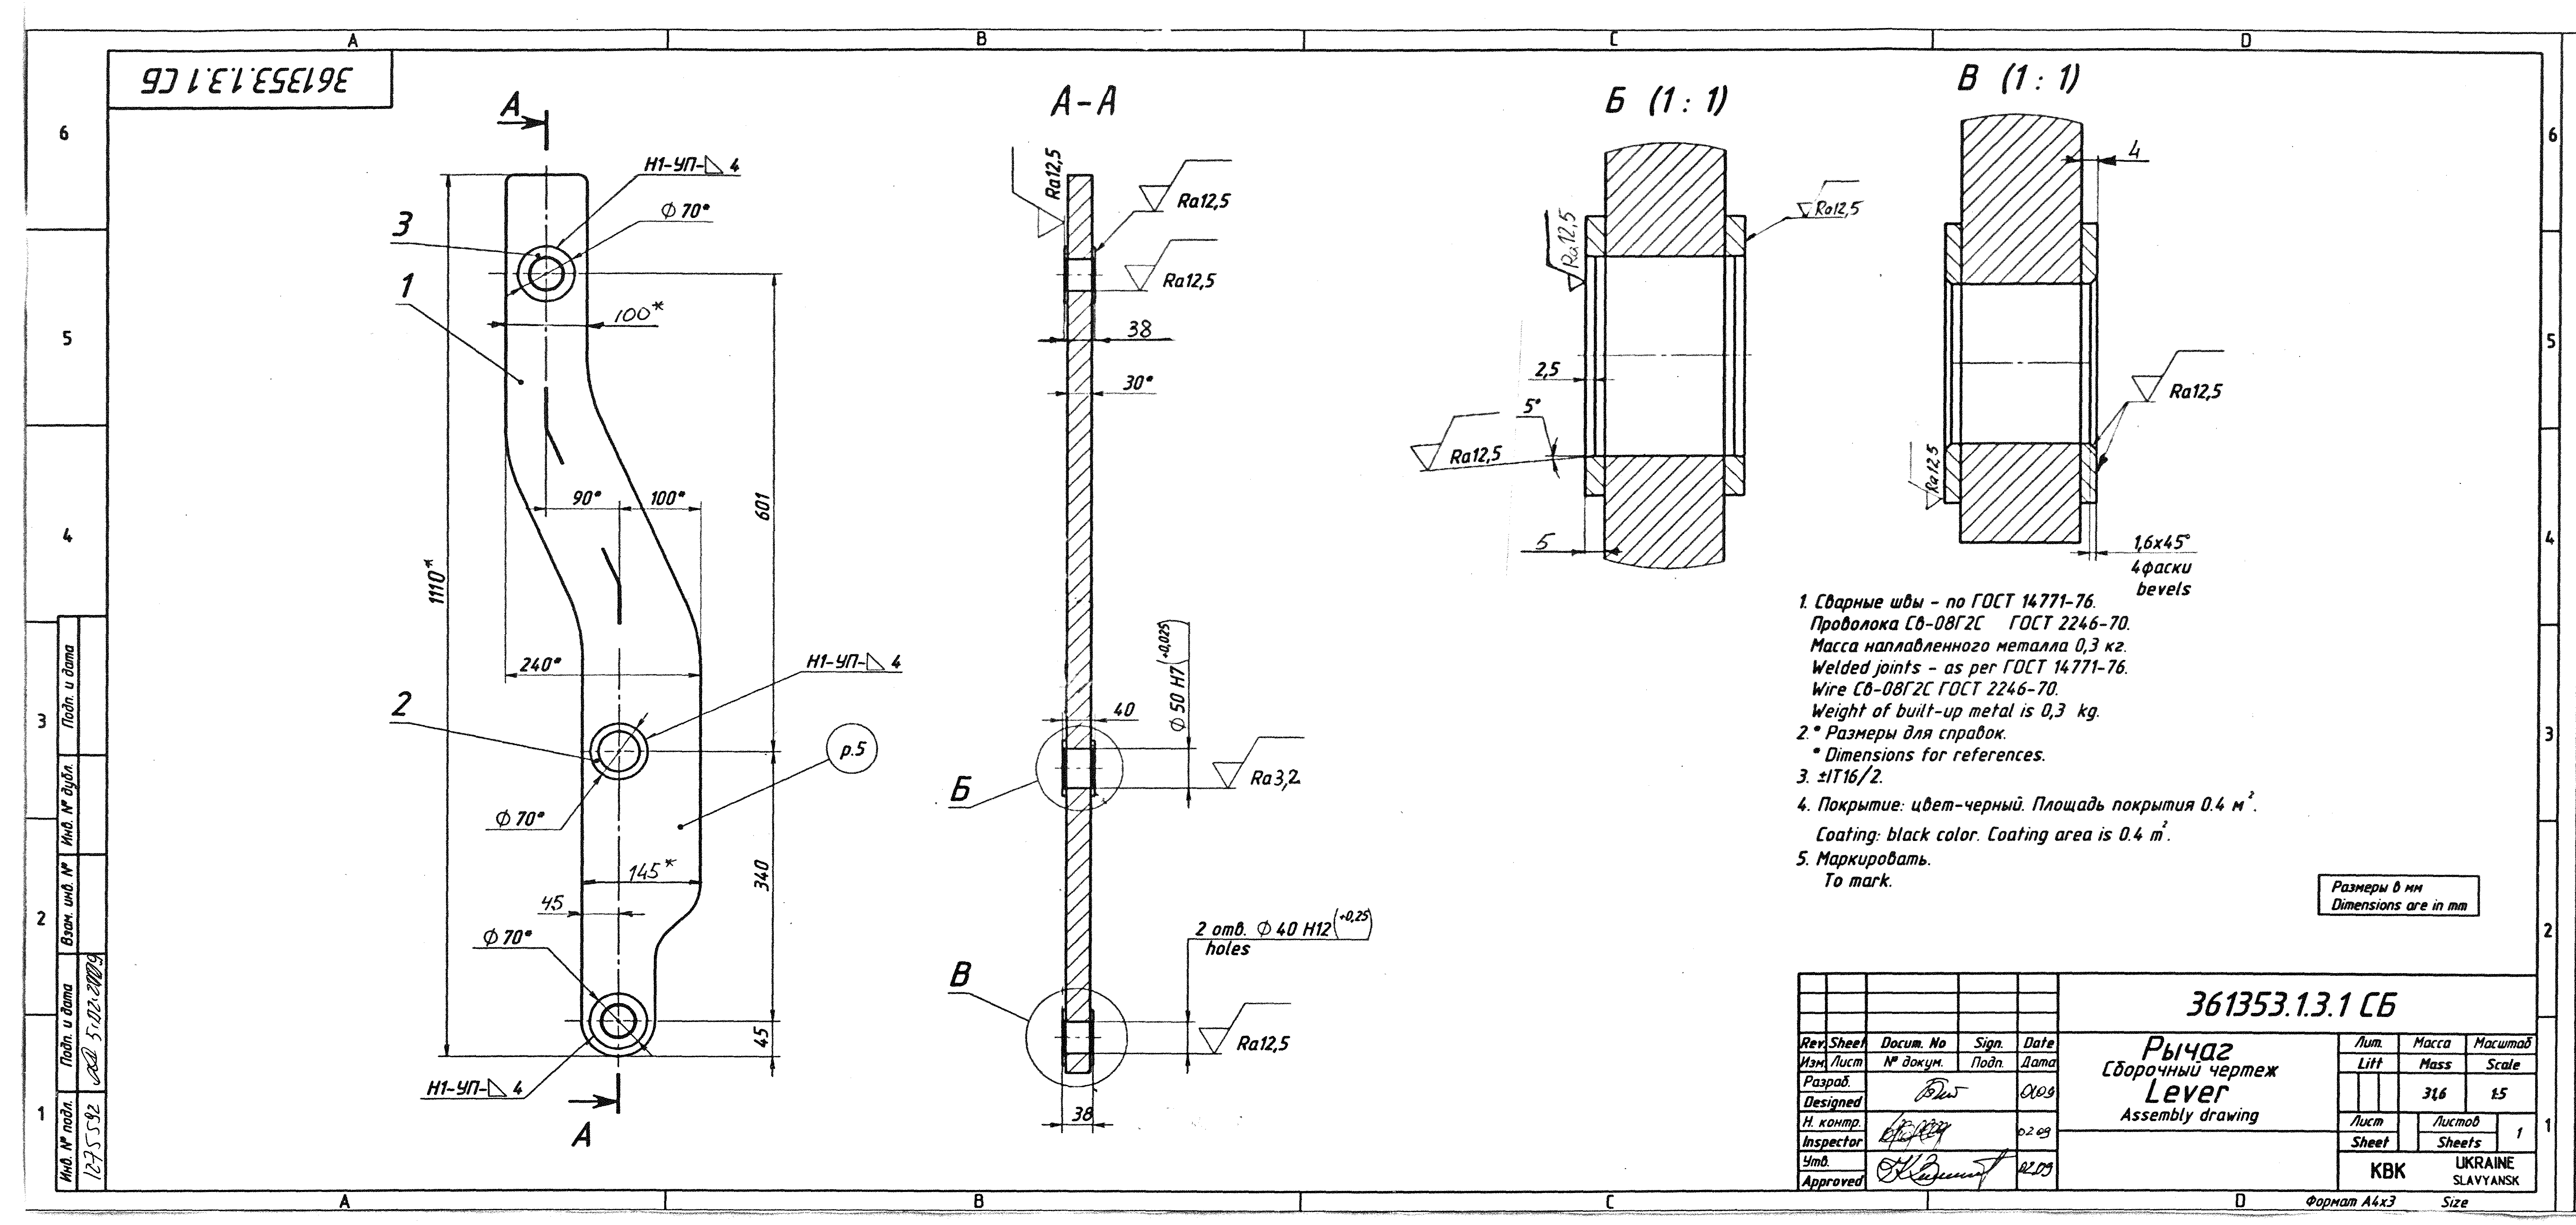 A
B
C
D
361353.1.3.1 СБ
6
5
4
3
2
1
А
Н1-УП-◺ 4
∅ 70*
3
1
100*
90*
100*
601
1110*
240*
Н1-УП-◺ 4
2
р.5
∅ 70*
340
145*
45
∅ 70*
45
Н1-УП-◺ 4
А
А-А
Ra12,5
Ra12,5
Ra12,5
38
30*
∅ 50 H7(+0,025)
40
Б
Ra3,2
2 отв. ∅ 40 H12(+0,25)
holes
В
Ra12,5
38
Б (1 : 1)
Ra12,5
Ra12,5
2,5
5°
Ra12,5
5
В (1 : 1)
4
Ra12,5
Ra12,5
1,6x45°
4 фаски
bevels
1. Сварные швы - по ГОСТ 14771-76.
Проволока Св-08Г2С ГОСТ 2246-70.
Масса наплавленного металла 0,3 кг.
Welded joints - as per ГОСТ 14771-76.
Wire Св-08Г2С ГОСТ 2246-70.
Weight of built-up metal is 0,3 kg.
2.* Размеры для справок.
* Dimensions for references.
3. ±IT16/2.
4. Покрытие: цвет-черный. Площадь покрытия 0.4 м².
Coating: black color. Coating area is 0.4 m².
5. Маркировать.
To mark.
Размеры в мм
Dimensions are in mm
361353.1.3.1 СБ
Rev. Sheet Docum. No Sign. Date
Изм. Лист № докум. Подп. Дата
Разраб.
Designed
Н. контр.
Inspector 02.09
Утв.
Approved 02.09
Рычаг
Сборочный чертеж
Lever
Assembly drawing
Лит. Масса Масштаб
Litt Mass Scale
31,6 1:5
Лист Листов
Sheet Sheets 1
КВК
UKRAINE
SLAVYANSK
Формат А4х3 Size
Подп. и дата
Инв. № дубл.
Взам. инв. №
Подп. и дата 5.02.2009
Инв. № подл. 1275592
6
5
4
3
2
1
A
B
C
D